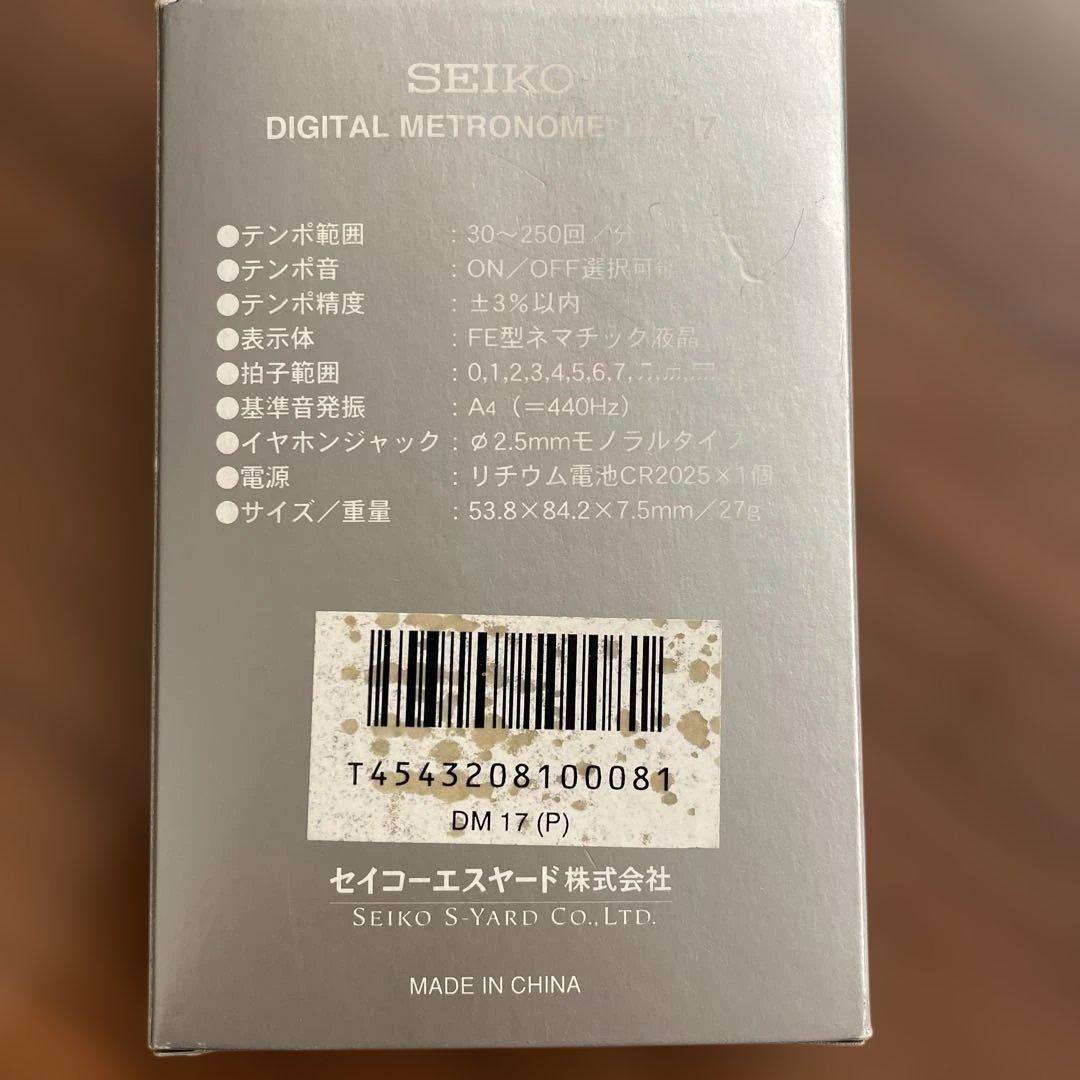 SEIKO
DIGITAL METRONOME DM-17
●テンポ範囲 : 30〜250回/分
●テンポ音 : ON/OFF選択可能
●テンポ精度 : ±3%以内
●表示体 : FE型ネマチック液晶
●拍子範囲 : 0,1,2,3,4,5,6,7,
●基準音発振 : A4 (=440Hz)
●イヤホンジャック : φ2.5mmモノラルタイプ
●電源 : リチウム電池CR2025×1個
●サイズ/重量 : 53.8×84.2×7.5mm/27g
T4543208100081
DM 17 (P)
セイコーエスヤード株式会社
SEIKO S-YARD CO.,LTD.
MADE IN CHINA